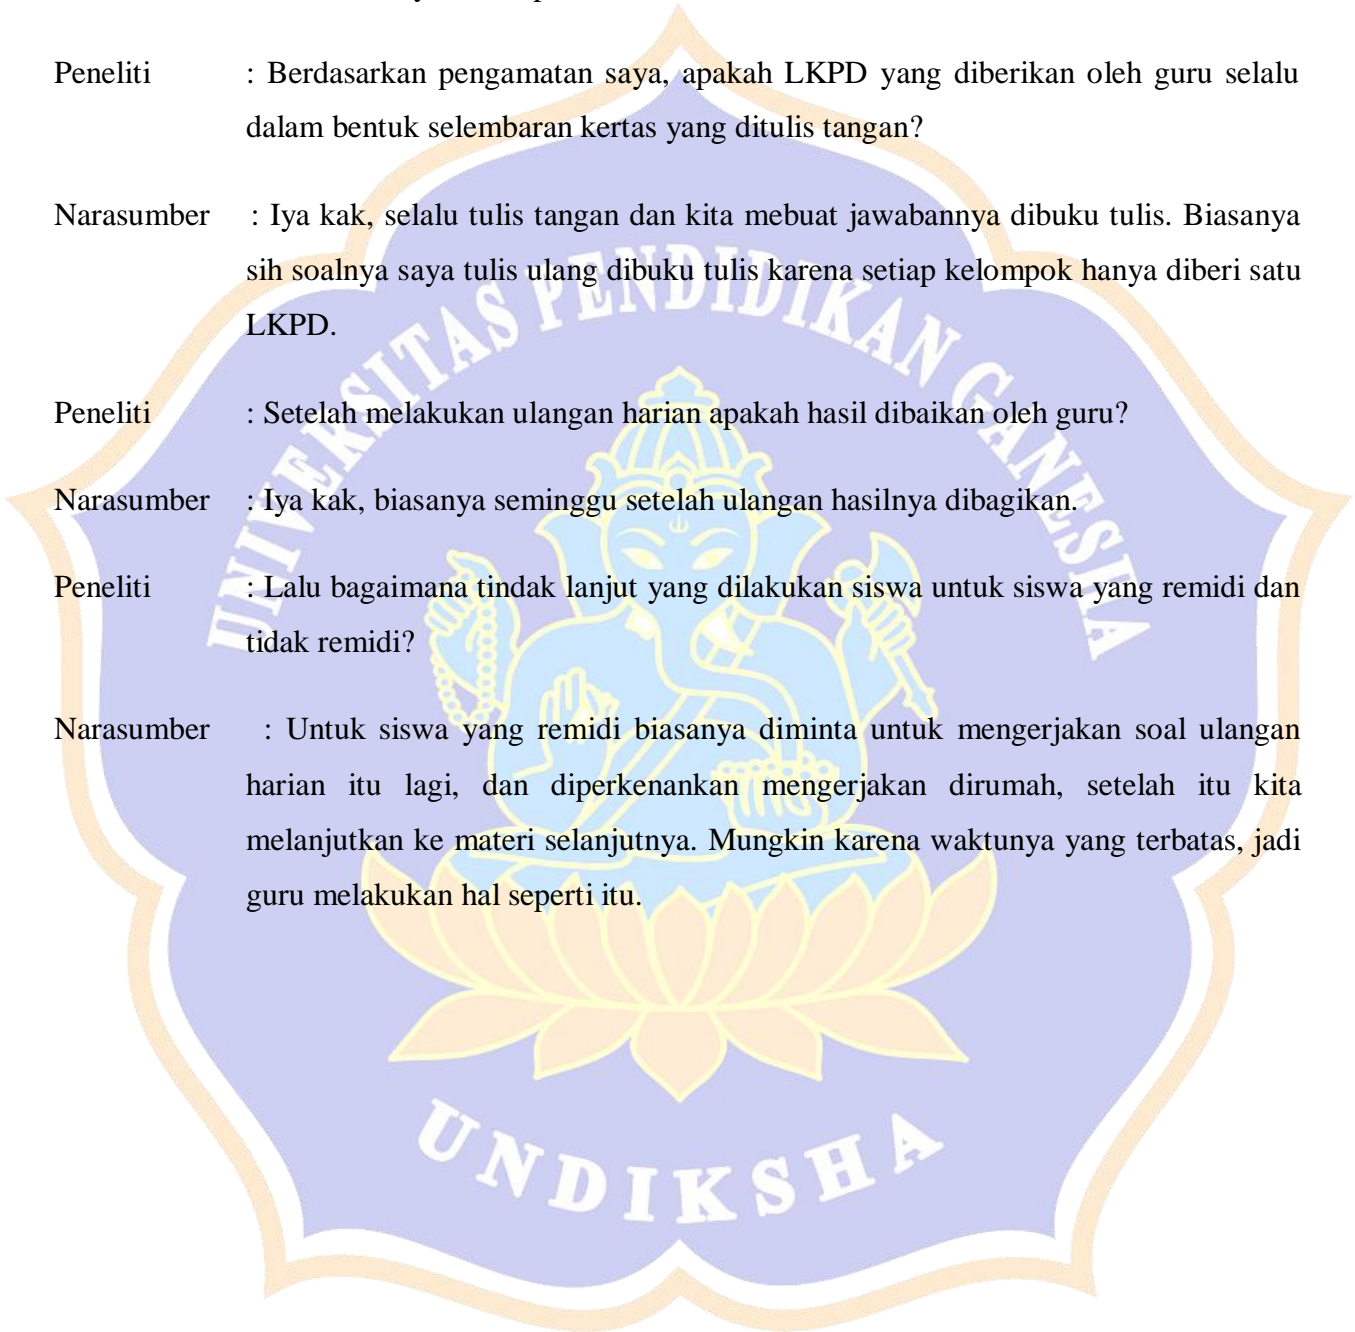 Peneliti : Berdasarkan pengamatan saya, apakah LKPD yang diberikan oleh guru selalu
dalam bentuk selembaran kertas yang ditulis tangan?
Narasumber : Iya kak, selalu tulis tangan dan kita mebuat jawabannya dibuku tulis. Biasanya
sih soalnya saya tulis ulang dibuku tulis karena setiap kelompok hanya diberi satu
LKPD.
Peneliti : Setelah melakukan ulangan harian apakah hasil dibaikan oleh guru?
Narasumber : Iya kak, biasanya seminggu setelah ulangan hasilnya dibagikan.
Peneliti : Lalu bagaimana tindak lanjut yang dilakukan siswa untuk siswa yang remidi dan
tidak remidi?
Narasumber : Untuk siswa yang remidi biasanya diminta untuk mengerjakan soal ulangan
harian itu lagi, dan diperkenankan mengerjakan dirumah, setelah itu kita
melanjutkan ke materi selanjutnya. Mungkin karena waktunya yang terbatas, jadi
guru melakukan hal seperti itu.
UNIVERSITAS PENDIDIKAN GANESHA
UNDIKSHA